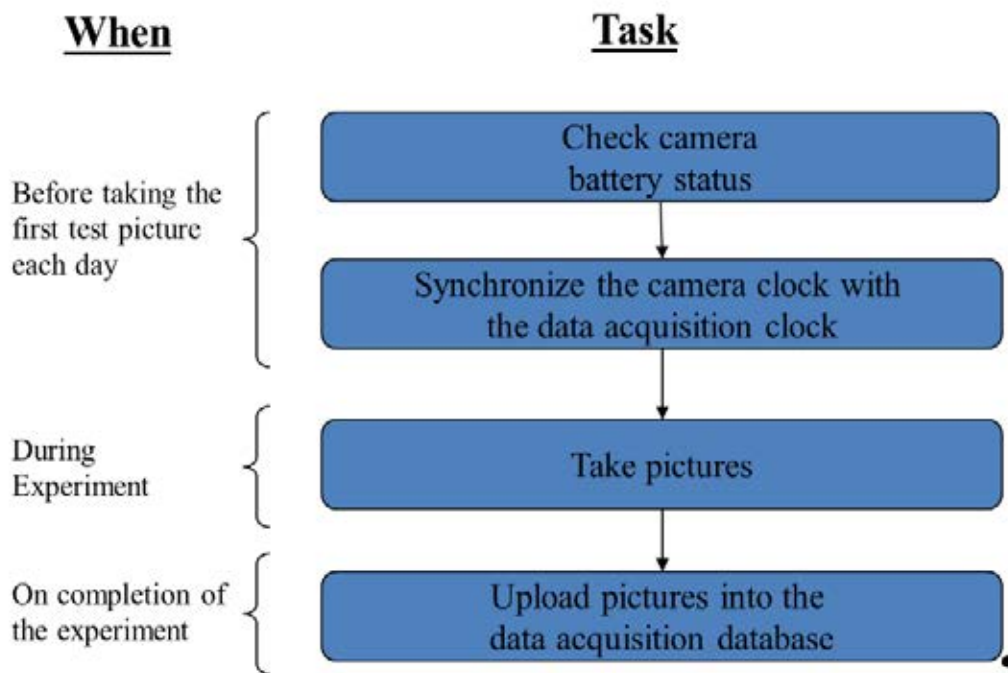 When
Task
Before taking the
first test picture
each day
Check camera
battery status
Synchronize the camera clock with
the data acquisition clock
During
Experiment
Take pictures
On completion of
the experiment
Upload pictures into the
data acquisition database